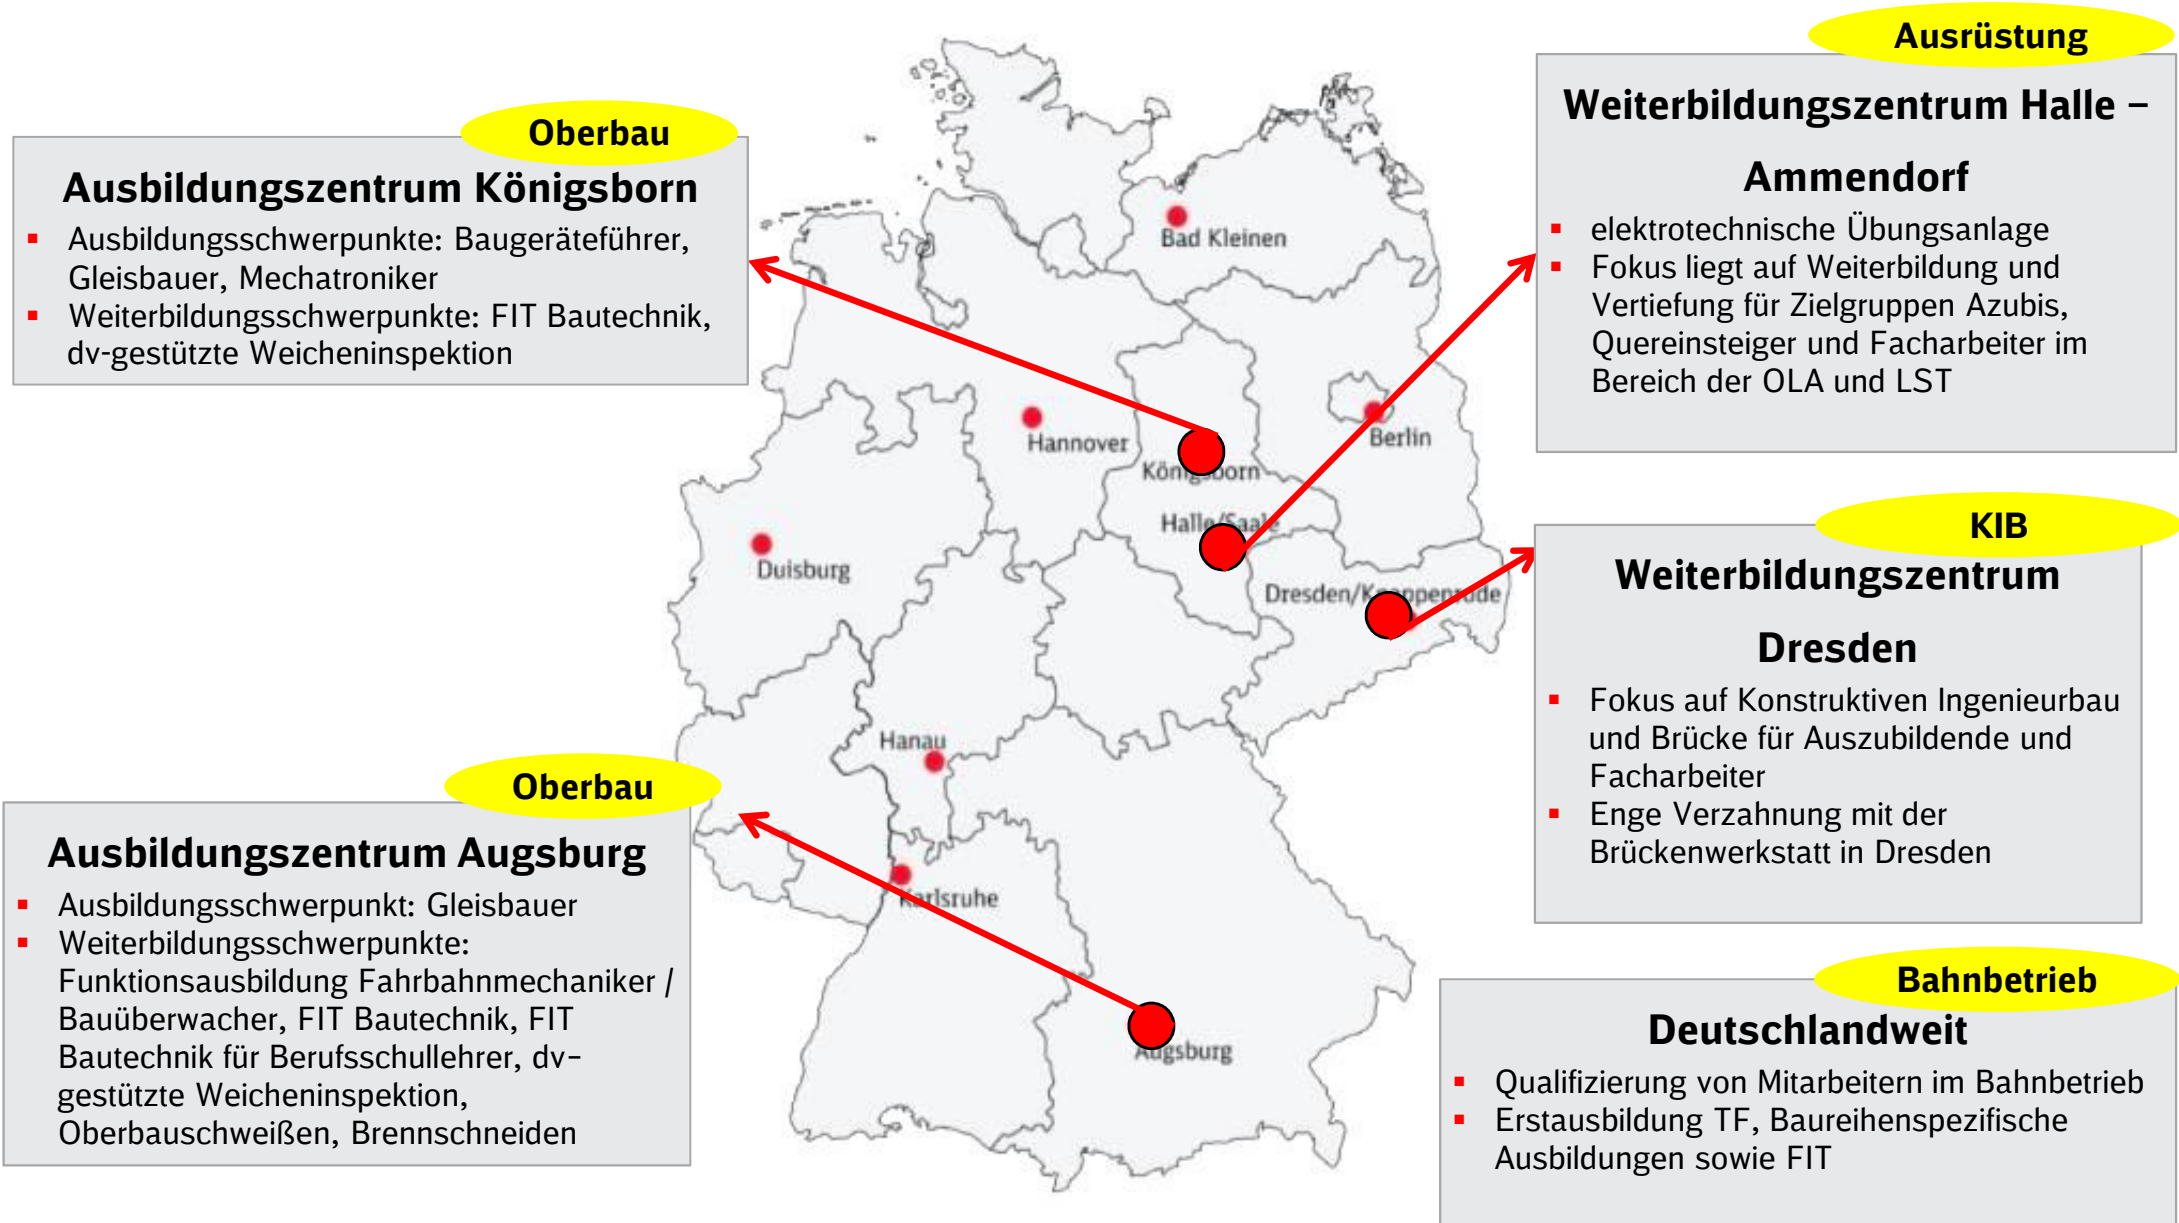 Oberbau
Ausbildungszentrum Königsborn
▪ Ausbildungsschwerpunkte: Baugeräteführer,
Gleisbauer, Mechatroniker
▪ Weiterbildungsschwerpunkte: FIT Bautechnik,
dv-gestützte Weicheninspektion
Ausrüstung
Weiterbildungszentrum Halle –
Ammendorf
▪ elektrotechnische Übungsanlage
▪ Fokus liegt auf Weiterbildung und
Vertiefung für Zielgruppen Azubis,
Quereinsteiger und Facharbeiter im
Bereich der OLA und LST
Bad Kleinen
Hannover
Berlin
Königsborn
Halle/Saale
Duisburg
Dresden/Knappenrode
Hanau
Karlsruhe
Augsburg
KIB
Weiterbildungszentrum
Dresden
▪ Fokus auf Konstruktiven Ingenieurbau
und Brücke für Auszubildende und
Facharbeiter
▪ Enge Verzahnung mit der
Brückenwerkstatt in Dresden
Oberbau
Ausbildungszentrum Augsburg
▪ Ausbildungsschwerpunkt: Gleisbauer
▪ Weiterbildungsschwerpunkte:
Funktionsausbildung Fahrbahnmechaniker /
Bauüberwacher, FIT Bautechnik, FIT
Bautechnik für Berufsschullehrer, dv-
gestützte Weicheninspektion,
Oberbauschweißen, Brennschneiden
Bahnbetrieb
Deutschlandweit
▪ Qualifizierung von Mitarbeitern im Bahnbetrieb
▪ Erstausbildung TF, Baureihenspezifische
Ausbildungen sowie FIT